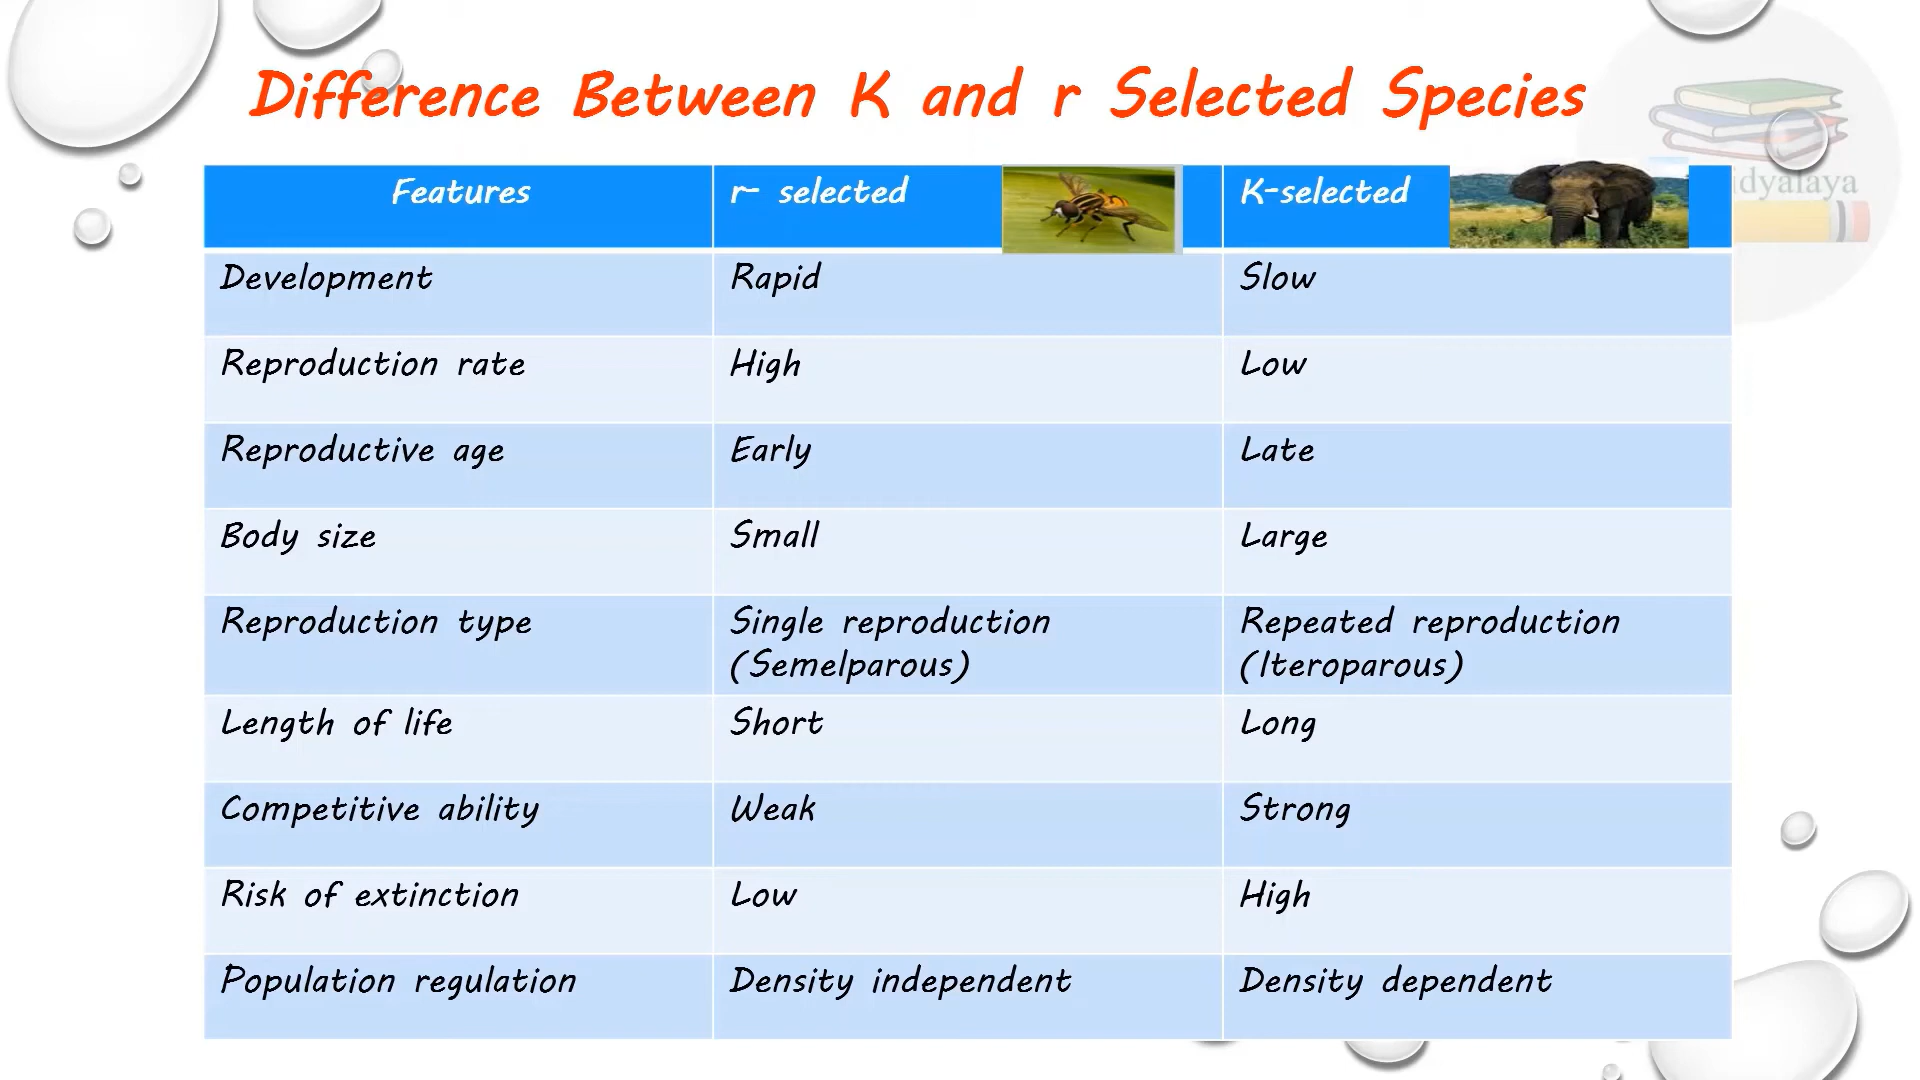 Difference Between K and r Selected Species
Features r- selected K-selected
Development Rapid Slow
Reproduction rate High Low
Reproductive age Early Late
Body size Small Large
Reproduction type Single reproduction Repeated reproduction
(Semelparous) (Iteroparous)
Length of life Short Long
Competitive ability Weak Strong
Risk of extinction Low High
Population regulation Density independent Density dependent